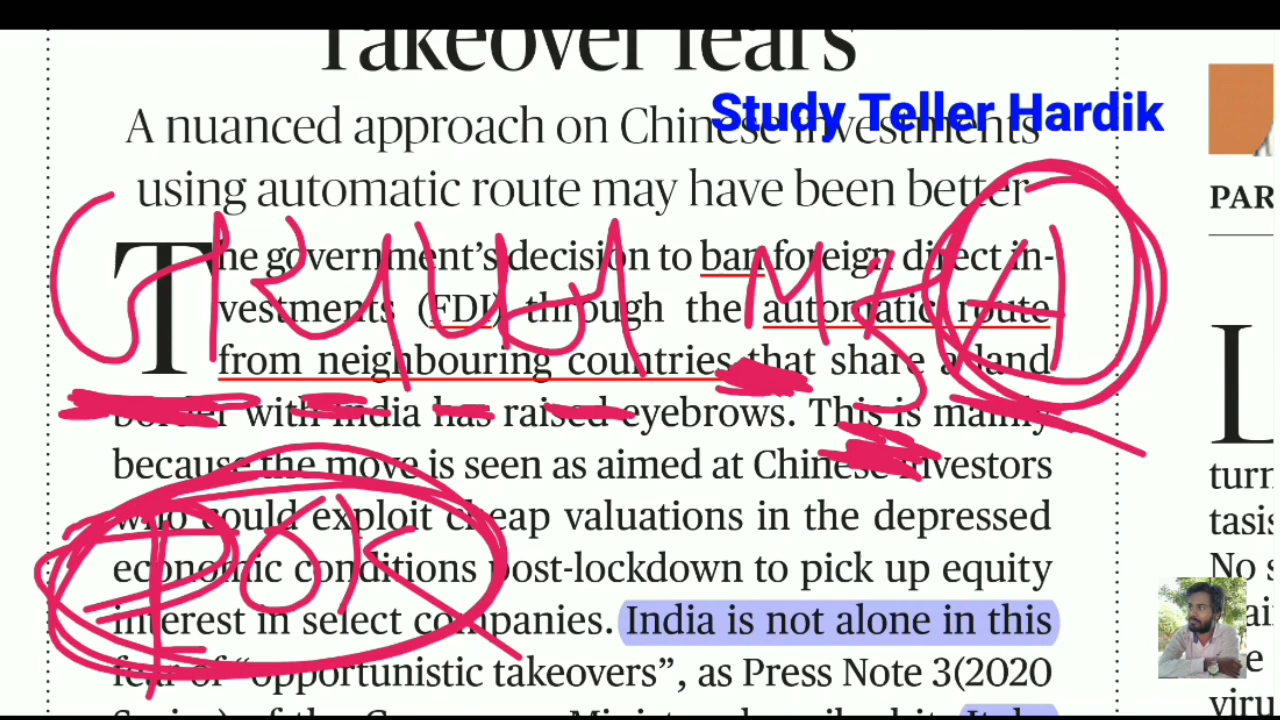 Takeover fears
Study Teller Hardik
A nuanced approach on Chinese investments
using automatic route may have been better
The government's decision to ban foreign direct in-
vestments (FDI) through the automatic route
from neighbouring countries that share a land
border with India has raised eyebrows. This is mainly
because the move is seen as aimed at Chinese investors
who could exploit cheap valuations in the depressed
economic conditions post-lockdown to pick up equity
interest in select companies. India is not alone in this
fear of “opportunistic takeovers”, as Press Note 3(2020
POK
PAR
L
turn
No s
viru